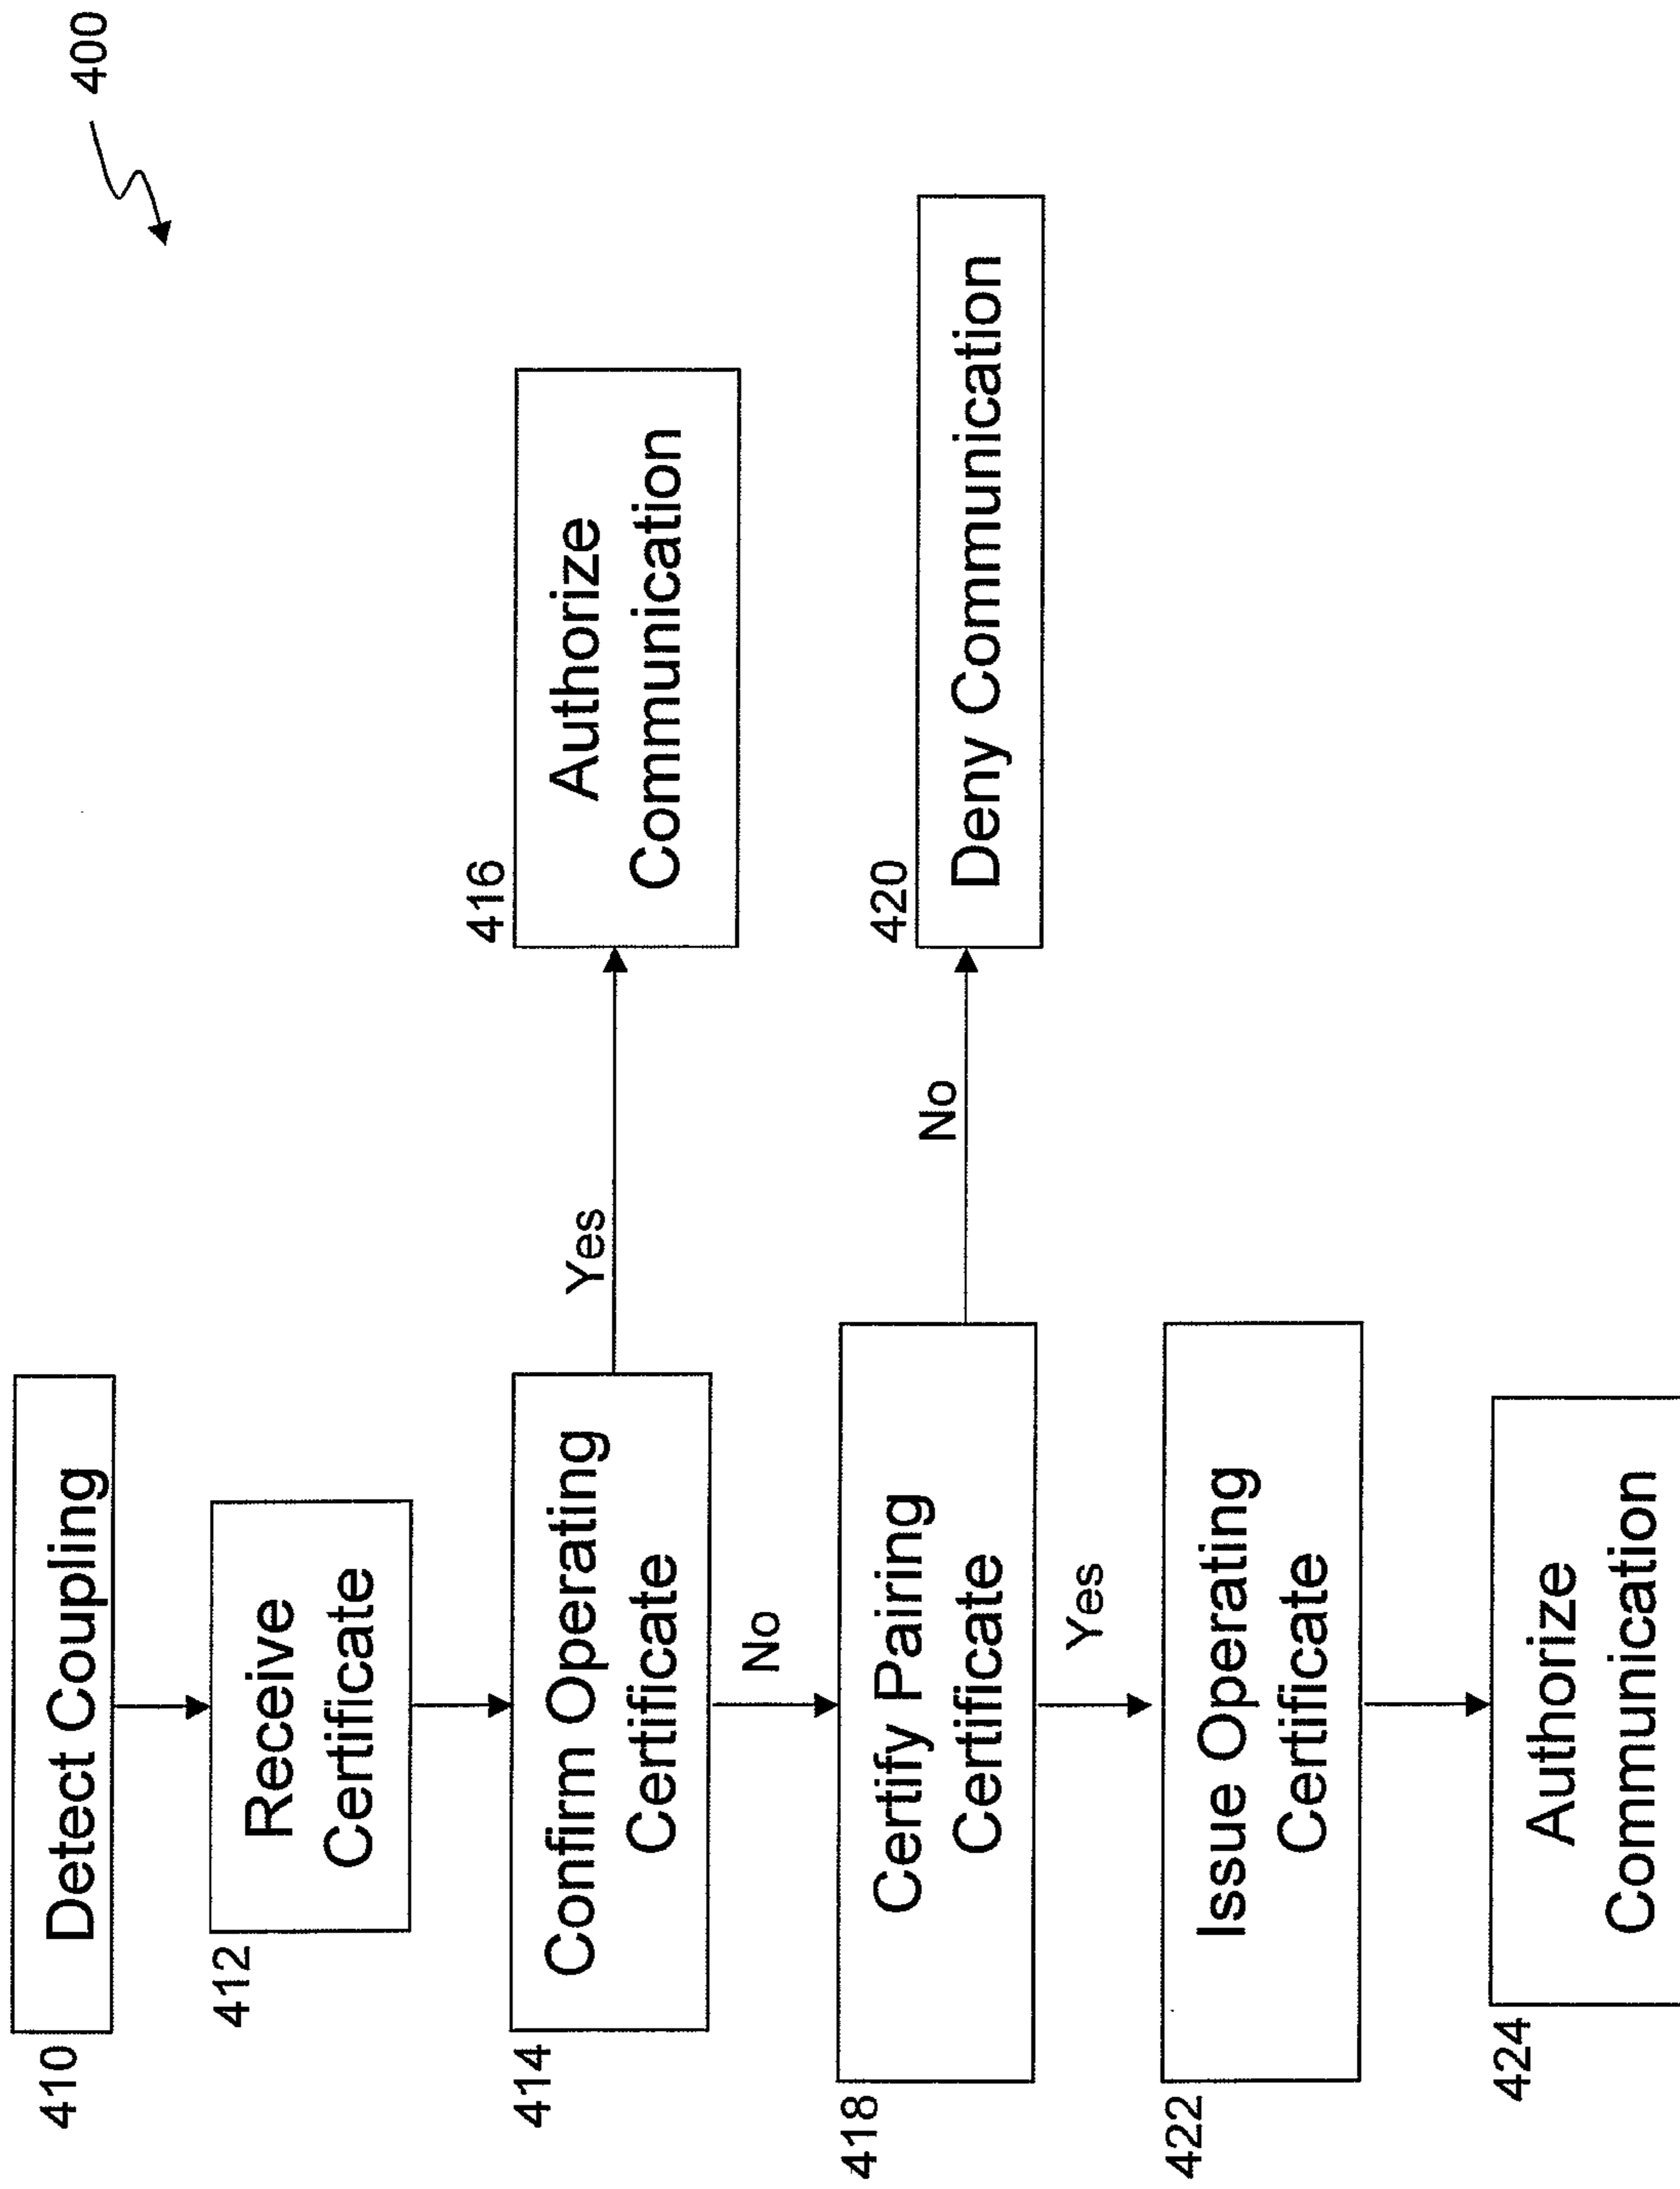 400
410
Detect Coupling
412
Receive
Certificate
414
Confirm Operating
Certificate
Yes
416
Authorize
Communication
No
418
Certify Pairing
Certificate
No
420
Deny Communication
Yes
422
Issue Operating
Certificate
424
Authorize
Communication